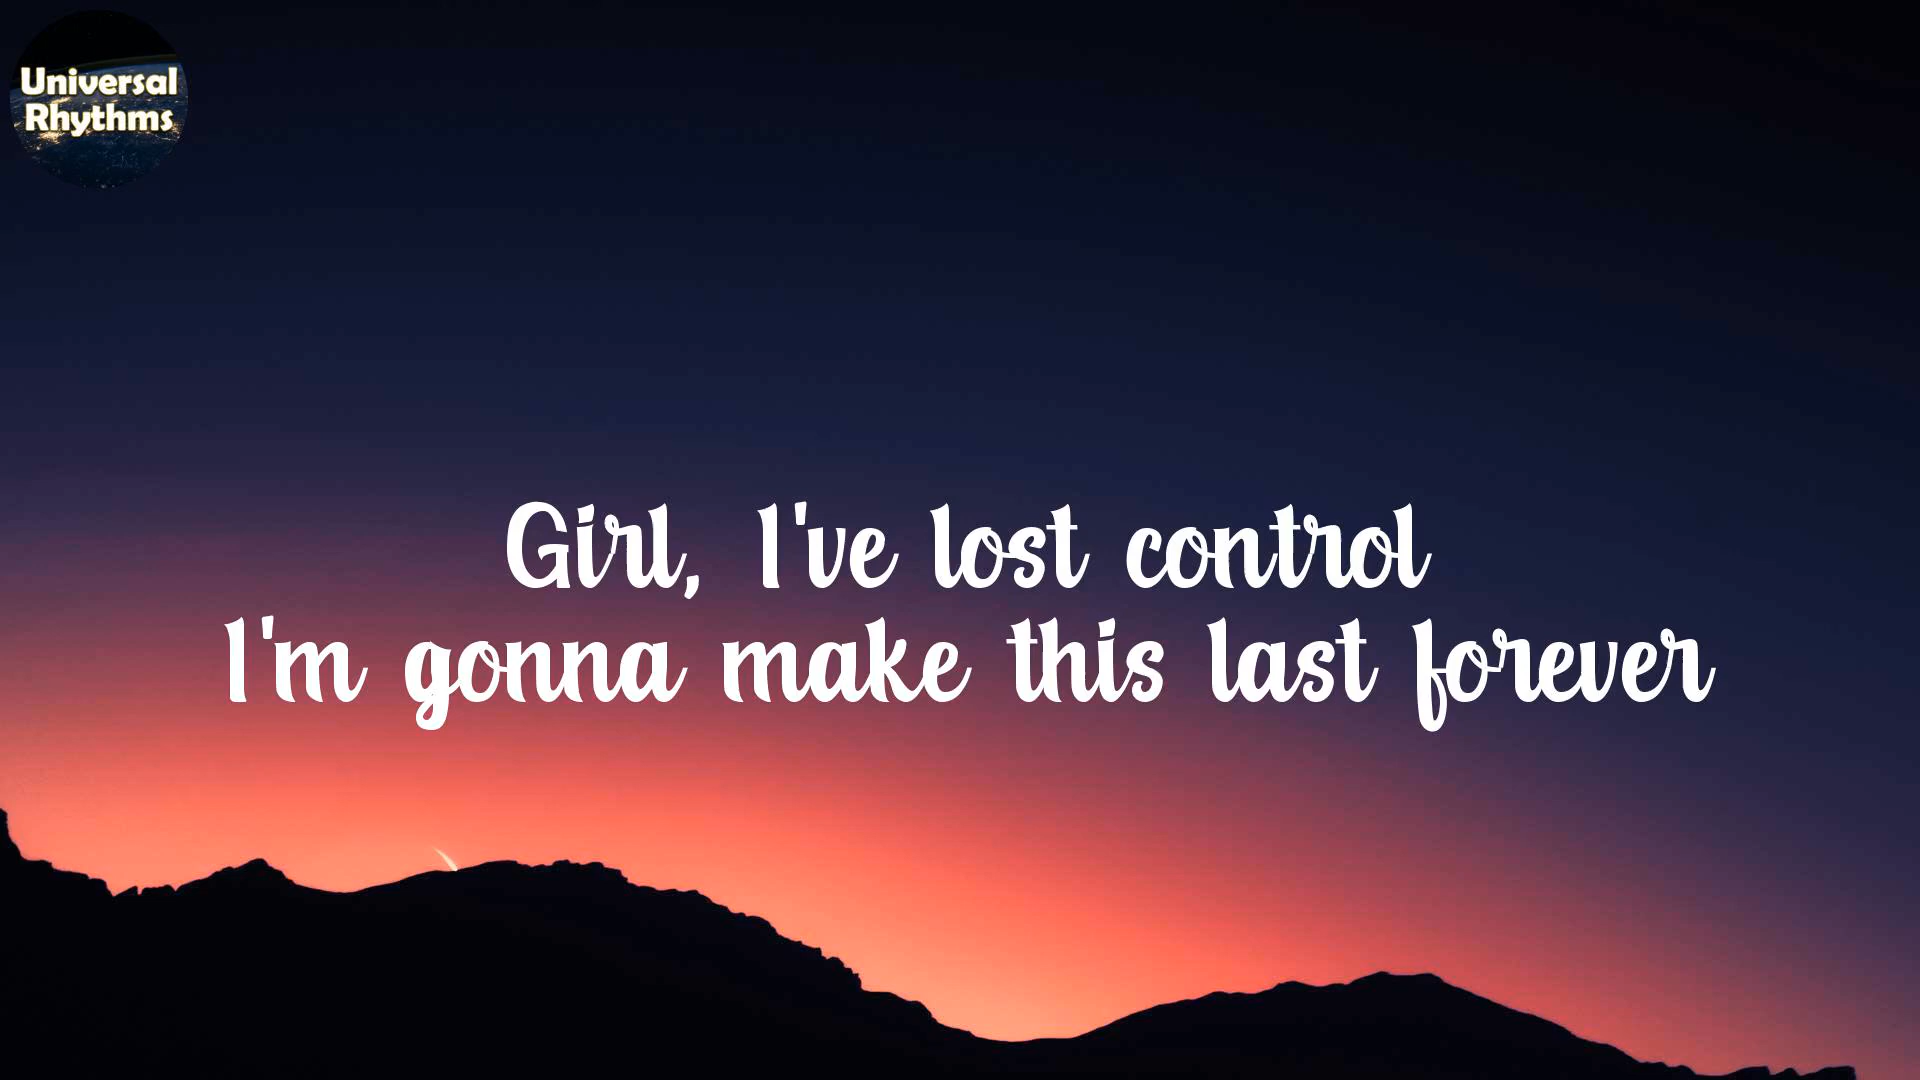 Universal
Rhythms
Girl, I've lost control
I'm gonna make this last forever